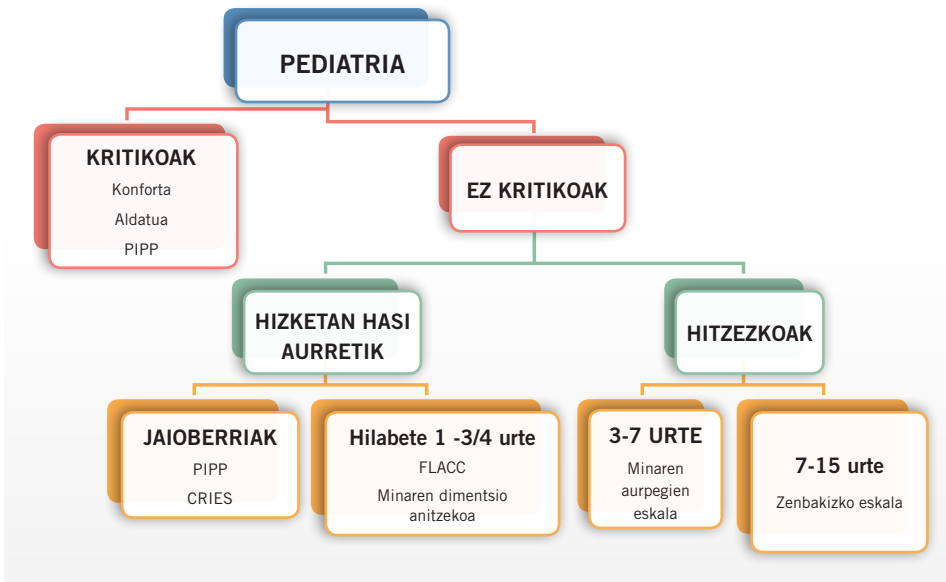 PEDIATRIA
KRITIKOAK
Konforta
Aldatua
PIPP
EZ KRITIKOAK
HIZKETAN HASI
AURRETIK
HITZEZKOAK
JAIOBERRIAK
PIPP
CRIES
Hilabete 1 -3/4 urte
FLACC
Minaren dimentsio
anitzekoa
3-7 URTE
Minaren
aurpegien
eskala
7-15 urte
Zenbakizko eskala